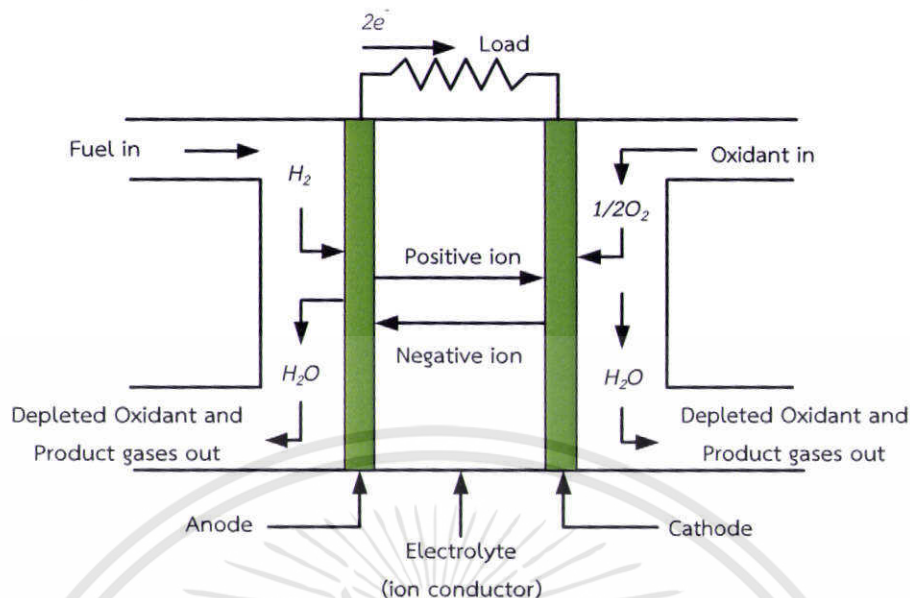 2e⁻
Load
Fuel in
Oxidant in
H₂
1/2O₂
Positive ion
Negative ion
H₂O
H₂O
Depleted Oxidant and
Product gases out
Depleted Oxidant and
Product gases out
Anode
Cathode
Electrolyte
(ion conductor)